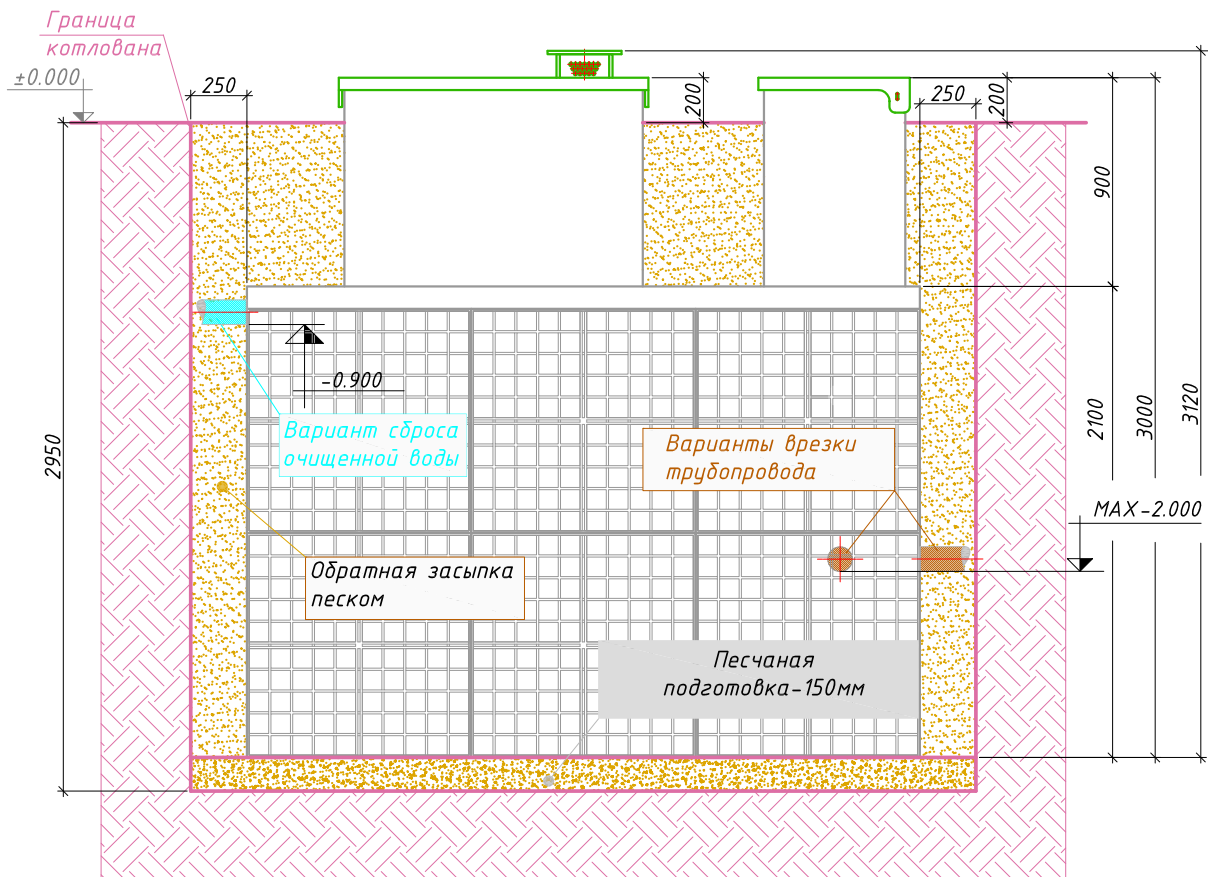 Граница
котлована
±0.000
250
200
250
200
900
2950
-0.900
Вариант сброса
очищенной воды
Варианты врезки
трубопровода
2100
3000
3120
MAX-2.000
Обратная засыпка
песком
Песчаная
подготовка-150мм